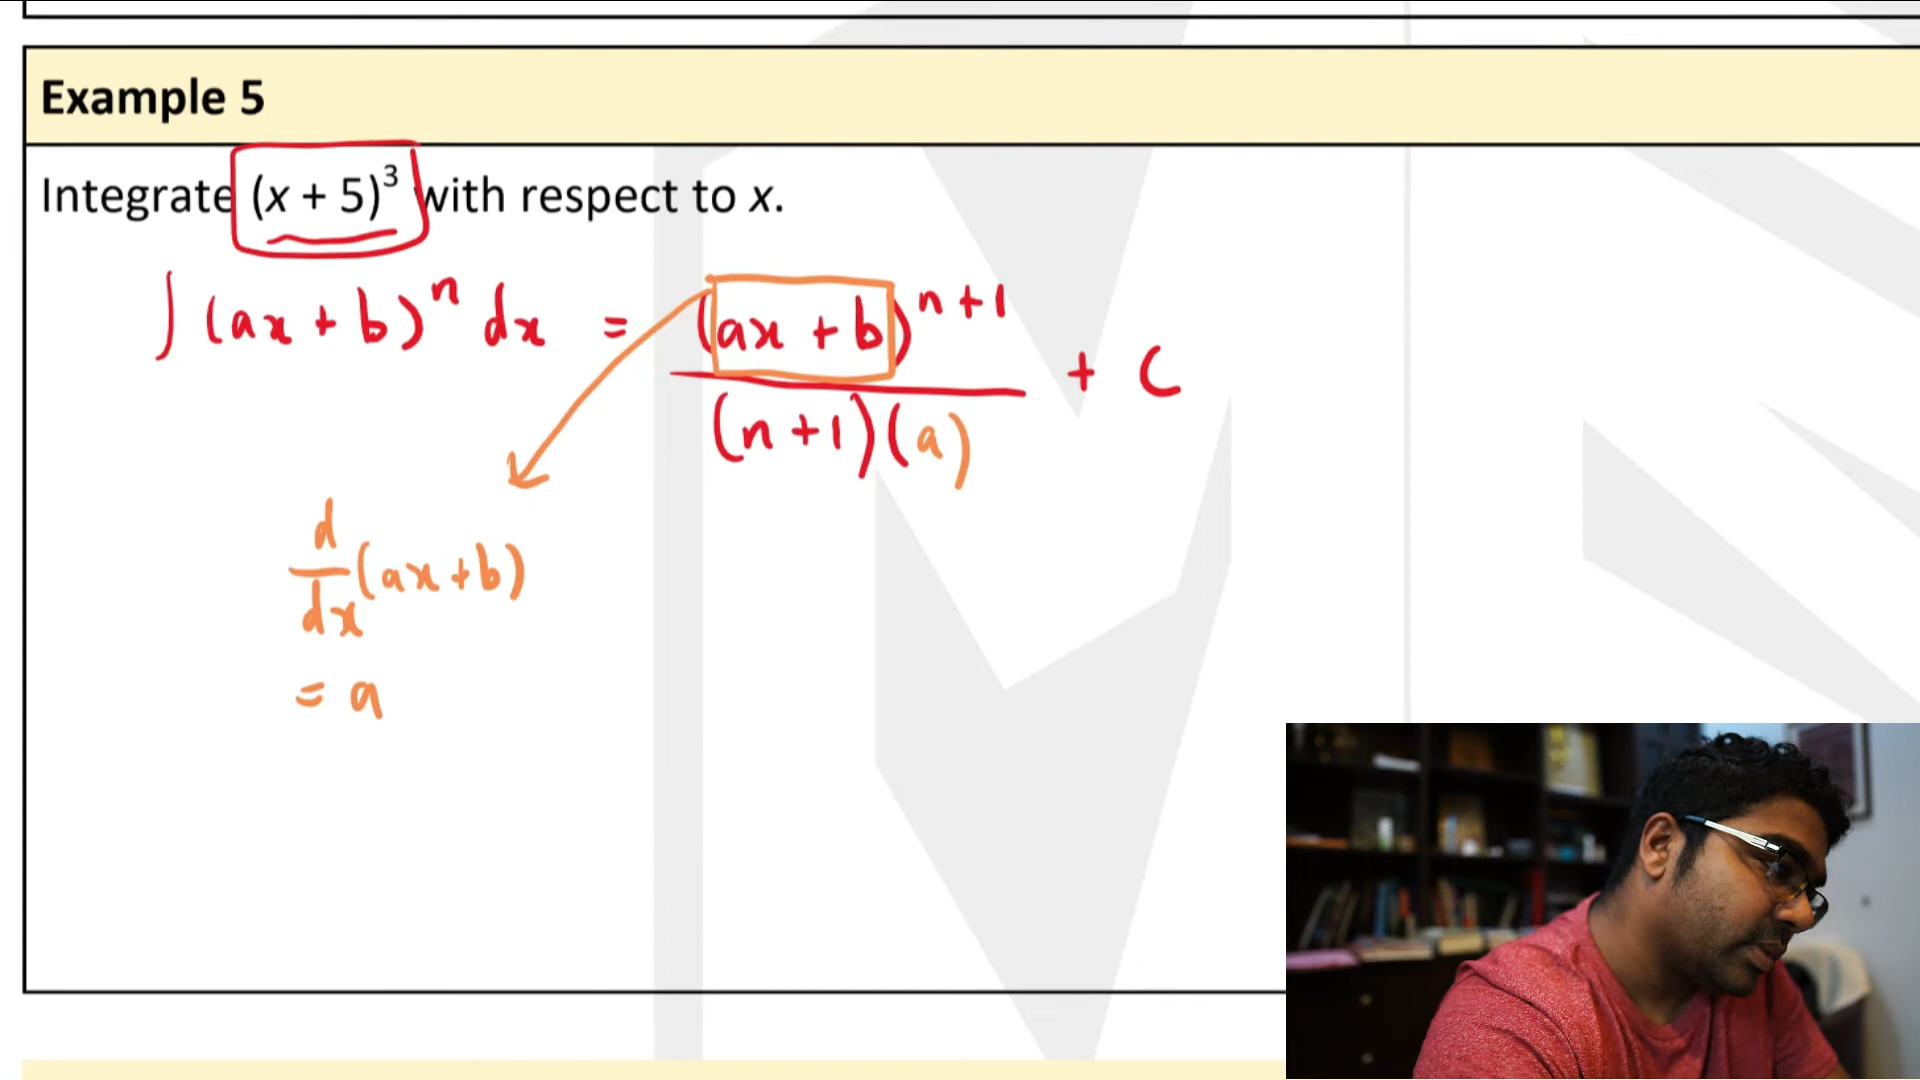 Example 5
Integrate (x + 5)³ with respect to x.
∫ (ax + b)ⁿ dx = (ax + b)ⁿ⁺¹ / (n + 1)(a) + C
d/dx (ax + b)
= a